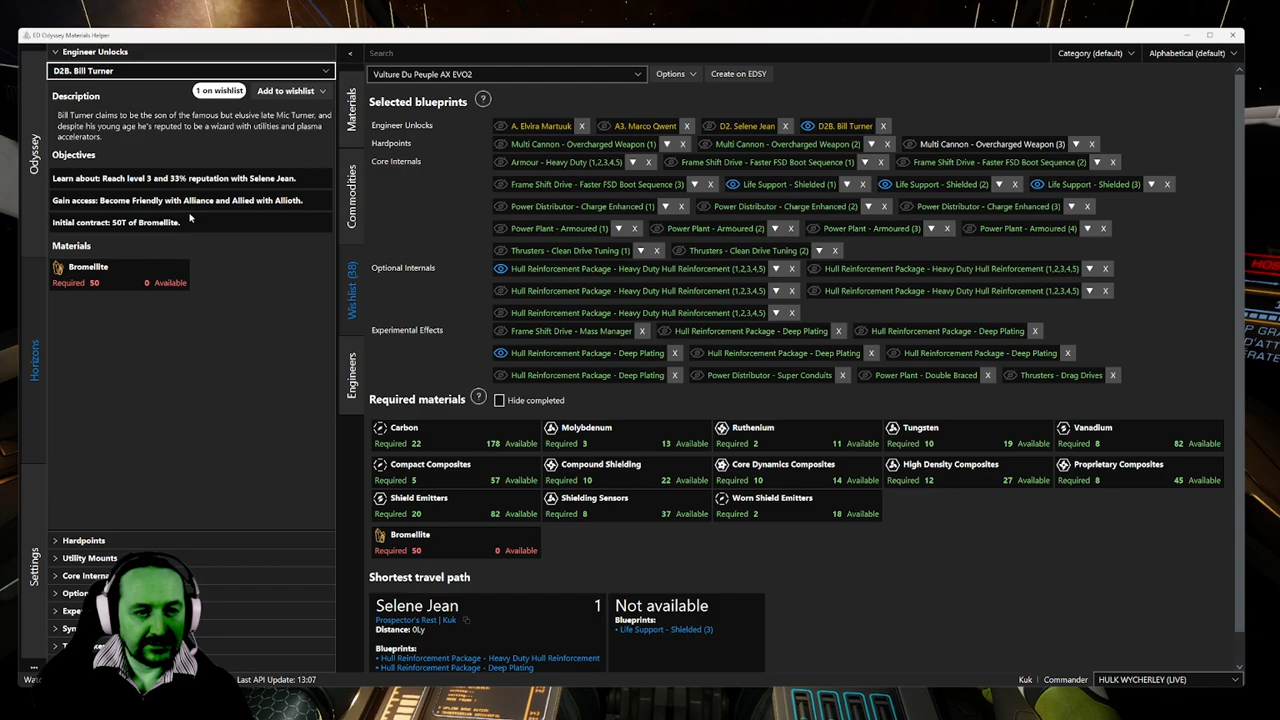 ED Odyssey Materials Helper
Engineer Unlocks
D2B. Bill Turner
Description
1 on wishlist
Add to wishlist
Bill Turner claims to be the son of the famous but elusive late Mic Turner, and
despite his young age he's reputed to be a wizard with utilities and plasma
accelerators.
Objectives
Learn about: Reach level 3 and 33% reputation with Selene Jean.
Gain access: Become Friendly with Alliance and Allied with Allioth.
Initial contract: 50T of Bromellite.
Materials
Bromellite
Required 50 0 Available
Hardpoints
Utility Mounts
Core Interna
Optio
Expe
Syn
T
Odyssey
Horizons
Settings
...
Last API Update: 13:07
<
Materials
Commodities
Wishlist (38)
Engineers
Search
Category (default)
Alphabetical (default)
Vulture Du Peuple AX EVO2
Options
Create on EDSY
Selected blueprints ?
Engineer Unlocks A. Elvira Martuuk X A3. Marco Qwent X D2. Selene Jean X D2B. Bill Turner X
Hardpoints Multi Cannon - Overcharged Weapon (1) X Multi Cannon - Overcharged Weapon (2) X Multi Cannon - Overcharged Weapon (3) X
Core Internals Armour - Heavy Duty (1,2,3,4,5) X Frame Shift Drive - Faster FSD Boot Sequence (1) X Frame Shift Drive - Faster FSD Boot Sequence (2) X
Frame Shift Drive - Faster FSD Boot Sequence (3) X Life Support - Shielded (1) X Life Support - Shielded (2) X Life Support - Shielded (3) X
Power Distributor - Charge Enhanced (1) X Power Distributor - Charge Enhanced (2) X Power Distributor - Charge Enhanced (3) X
Power Plant - Armoured (1) X Power Plant - Armoured (2) X Power Plant - Armoured (3) X Power Plant - Armoured (4) X
Thrusters - Clean Drive Tuning (1) X Thrusters - Clean Drive Tuning (2) X
Optional Internals Hull Reinforcement Package - Heavy Duty Hull Reinforcement (1,2,3,4,5) X Hull Reinforcement Package - Heavy Duty Hull Reinforcement (1,2,3,4,5) X
Hull Reinforcement Package - Heavy Duty Hull Reinforcement (1,2,3,4,5) X Hull Reinforcement Package - Heavy Duty Hull Reinforcement (1,2,3,4,5) X
Hull Reinforcement Package - Heavy Duty Hull Reinforcement (1,2,3,4,5) X
Experimental Effects Frame Shift Drive - Mass Manager X Hull Reinforcement Package - Deep Plating X Hull Reinforcement Package - Deep Plating X
Hull Reinforcement Package - Deep Plating X Hull Reinforcement Package - Deep Plating X Hull Reinforcement Package - Deep Plating X
Hull Reinforcement Package - Deep Plating X Power Distributor - Super Conduits X Power Plant - Double Braced X Thrusters - Drag Drives X
Required materials ? Hide completed
Carbon Molybdenum Ruthenium Tungsten Vanadium
Required 22 178 Available Required 3 13 Available Required 2 11 Available Required 10 19 Available Required 8 82 Available
Compact Composites Compound Shielding Core Dynamics Composites High Density Composites Proprietary Composites
Required 5 57 Available Required 10 22 Available Required 10 14 Available Required 12 27 Available Required 8 45 Available
Shield Emitters Shielding Sensors Worn Shield Emitters
Required 20 82 Available Required 8 37 Available Required 2 18 Available
Bromellite
Required 50 0 Available
Shortest travel path
Selene Jean 1
Prospector's Rest | Kuk
Distance: 0Ly
Blueprints:
• Hull Reinforcement Package - Heavy Duty Hull Reinforcement
• Hull Reinforcement Package - Deep Plating
Not available
Blueprints:
• Life Support - Shielded (3)
Kuk Commander HULK WYCHERLEY (LIVE)